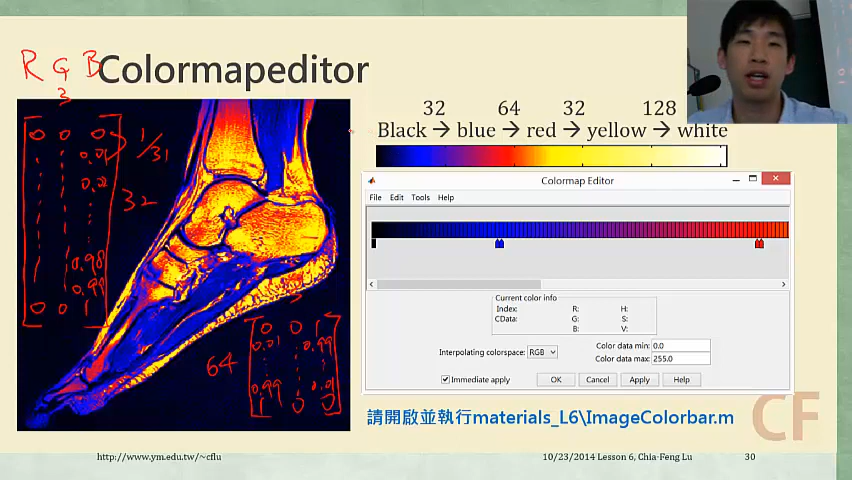 R G B
Colormapeditor
3
32 64 32 128
Black → blue → red → yellow → white
0 0 0
0.01
0.02
1/31
32
0.98
0.99
0 0 1
Colormap Editor
File Edit Tools Help
Current color info
Index: R: H:
CData: G: S:
B: V:
Interpolating colorspace: RGB
Color data min: 0.0
Color data max: 255.0
Immediate apply
OK Cancel Apply Help
3
64
0 0 1
0.01 0.99
0.99 0.01
1 0 0
請開啟並執行materials_L6\ImageColorbar.m
CF
http://www.ym.edu.tw/~cflu
10/23/2014 Lesson 6, Chia-Feng Lu
30